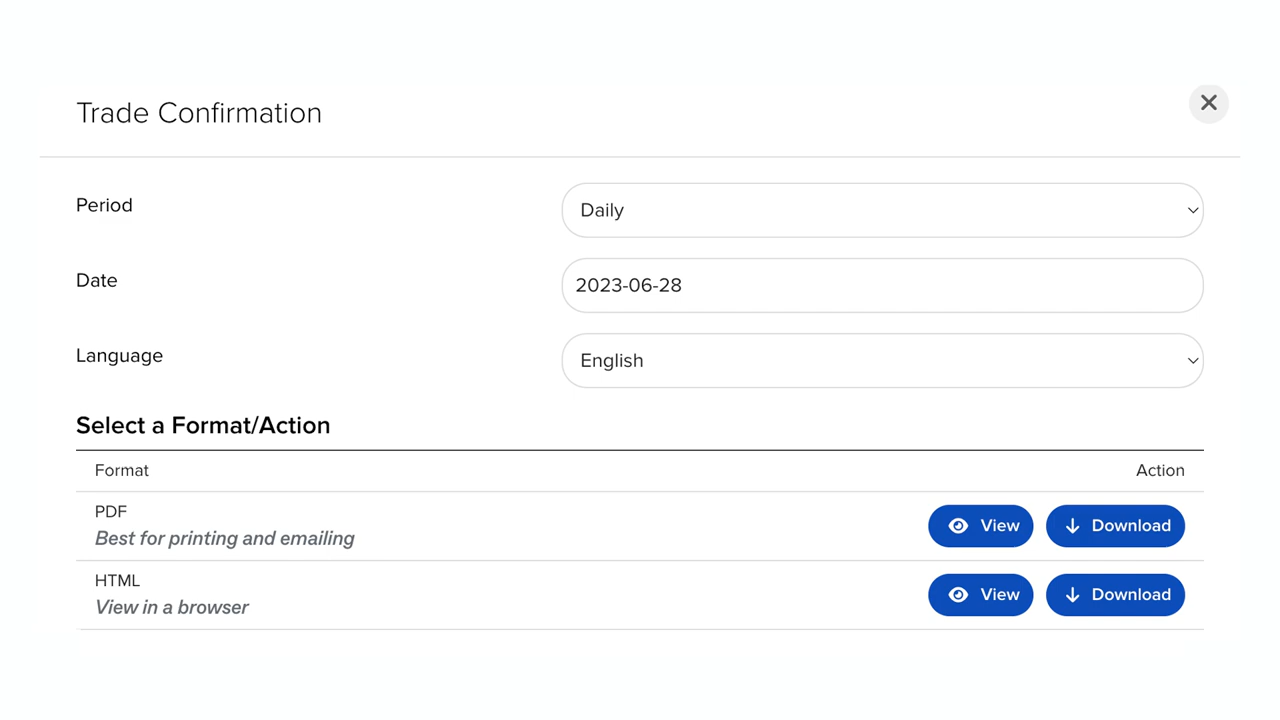 Trade Confirmation
Period
Daily
Date
2023-06-28
Language
English
Select a Format/Action
Format Action
PDF
Best for printing and emailing
View Download
HTML
View in a browser
View Download